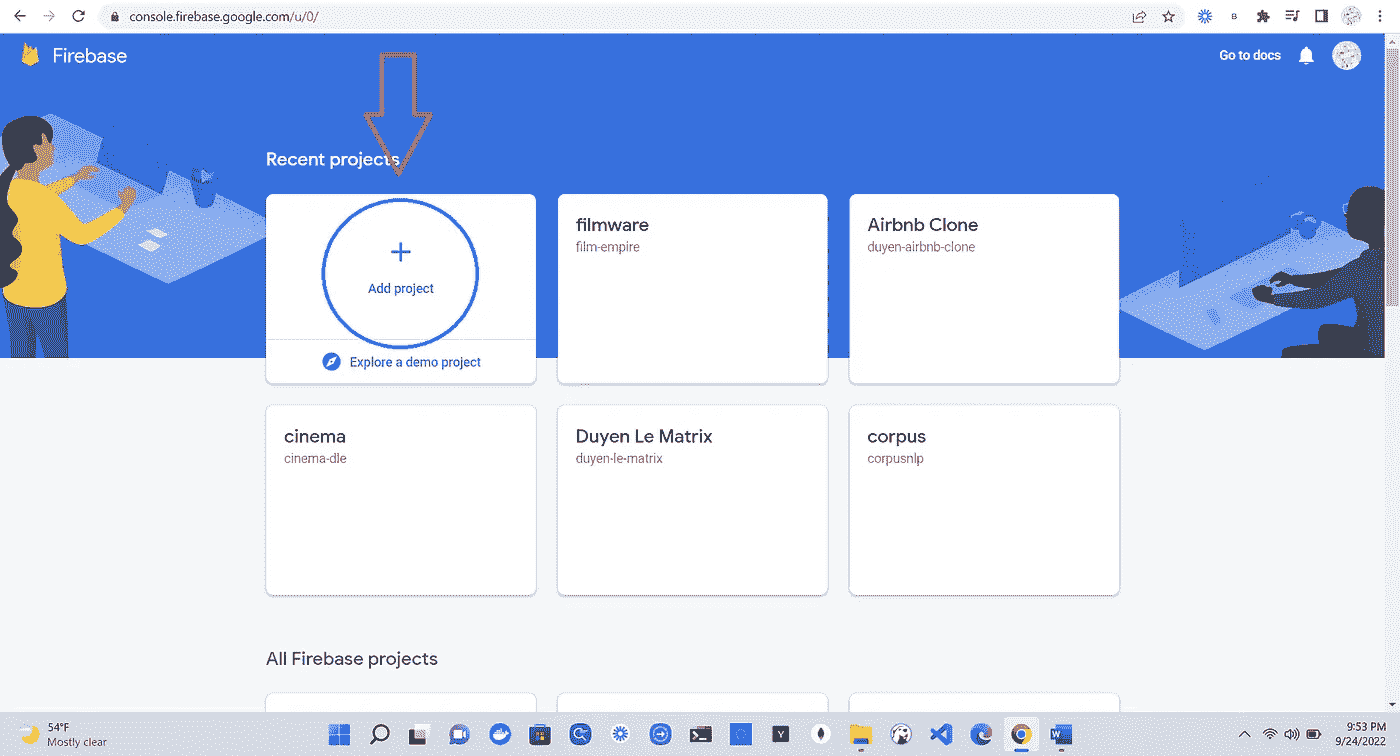 console.firebase.google.com/u/0/
B
Firebase
Go to docs
Recent projects
Add project
Explore a demo project
filmware
film-empire
Airbnb Clone
duyen-airbnb-clone
cinema
cinema-dle
Duyen Le Matrix
duyen-le-matrix
corpus
corpusnlp
All Firebase projects
54°F
Mostly clear
Y
W
9:53 PM
9/24/2022